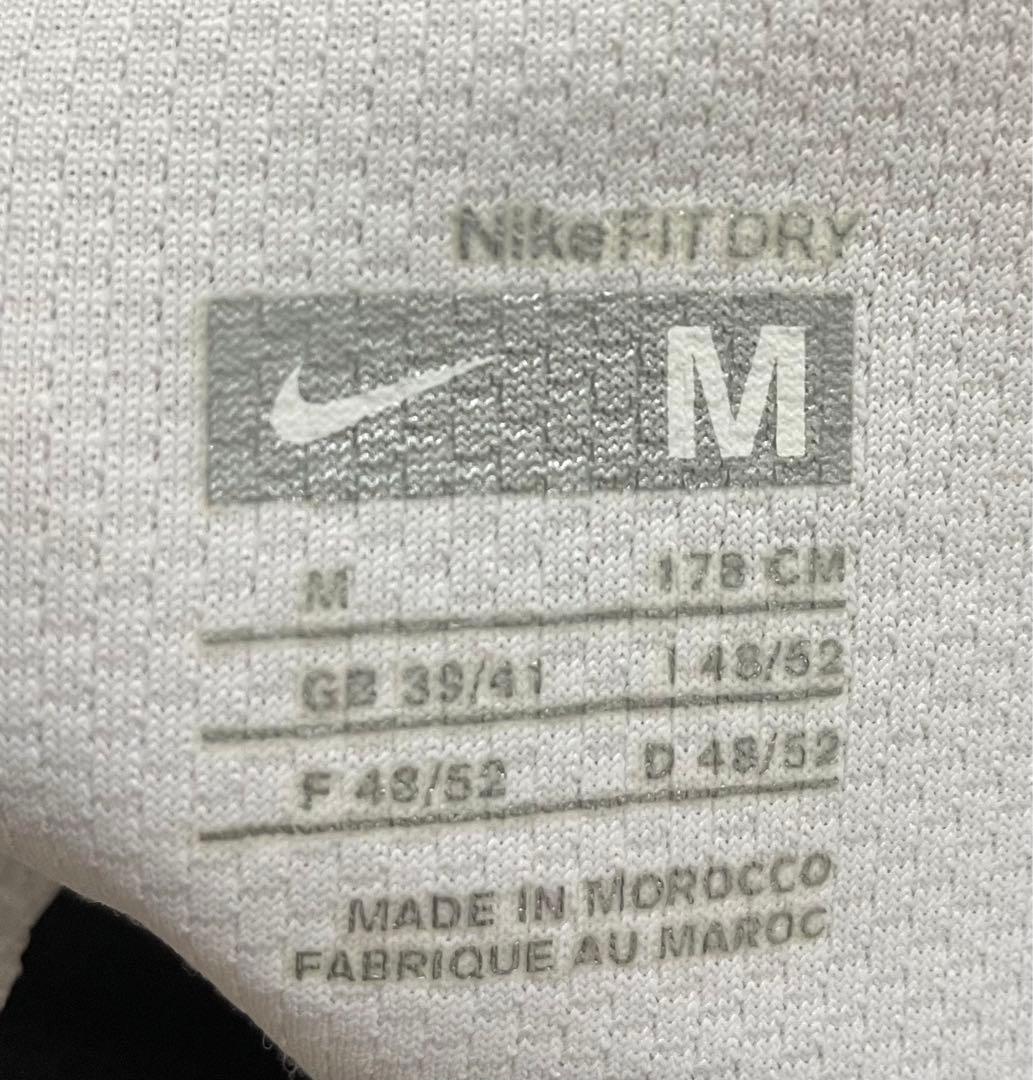 NikeFIT DRY
M
M 178 CM
GB 39/41 I 48/52
F 48/52 D 48/52
MADE IN MOROCCO
FABRIQUE AU MAROC